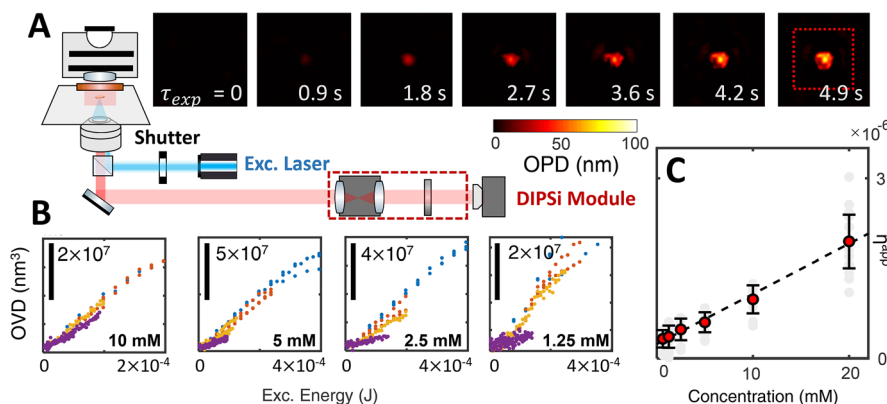 A
τexp = 0
0.9 s
1.8 s
2.7 s
3.6 s
4.2 s
4.9 s
Shutter
Exc. Laser
0
50
100
OPD (nm)
DIPSi Module
B
OVD (nm³)
2×10⁷
10 mM
0
2×10⁻⁴
5×10⁷
5 mM
0
4×10⁻⁴
4×10⁷
2.5 mM
0
4×10⁻⁴
2×10⁷
1.25 mM
0
4×10⁻⁴
Exc. Energy (J)
C
×10⁻⁶
3
0
napp
0
10
20
Concentration (mM)